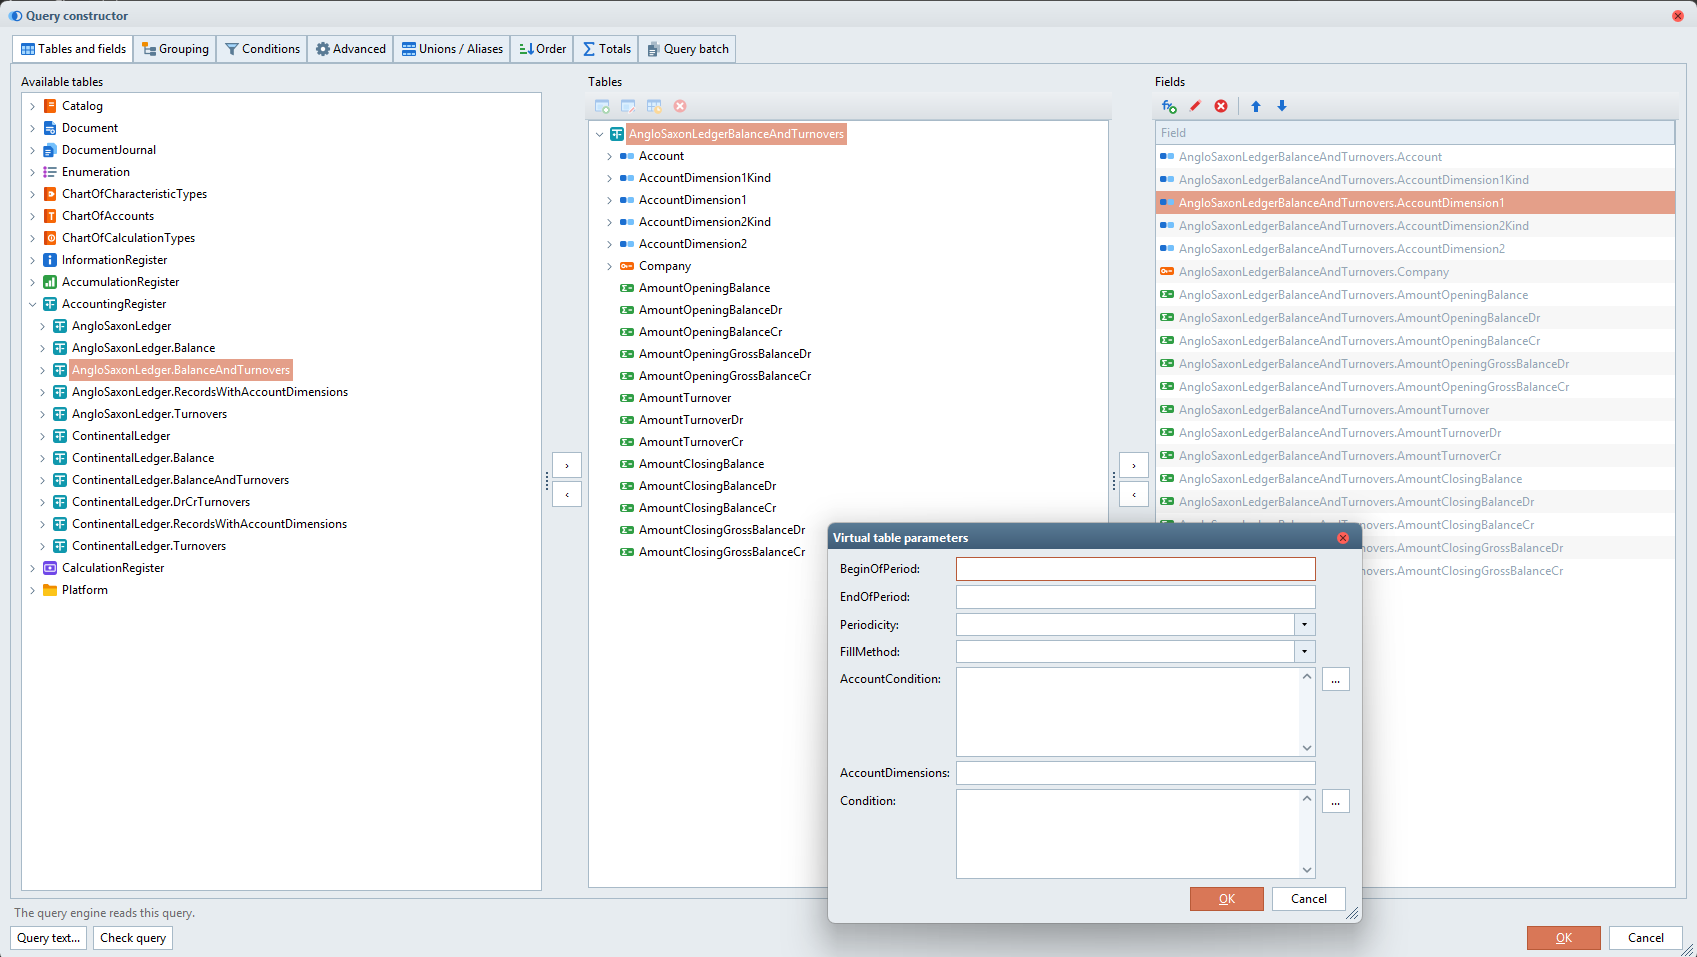 Query constructor
Tables and fields
Grouping
Conditions
Advanced
Unions / Aliases
Order
Totals
Query batch
Available tables
Catalog
Document
DocumentJournal
Enumeration
ChartOfCharacteristicTypes
ChartOfAccounts
ChartOfCalculationTypes
InformationRegister
AccumulationRegister
AccountingRegister
AngloSaxonLedger
AngloSaxonLedger.Balance
AngloSaxonLedger.BalanceAndTurnovers
AngloSaxonLedger.RecordsWithAccountDimensions
AngloSaxonLedger.Turnovers
ContinentalLedger
ContinentalLedger.Balance
ContinentalLedger.BalanceAndTurnovers
ContinentalLedger.DrCrTurnovers
ContinentalLedger.RecordsWithAccountDimensions
ContinentalLedger.Turnovers
CalculationRegister
Platform
Tables
AngloSaxonLedgerBalanceAndTurnovers
Account
AccountDimension1Kind
AccountDimension1
AccountDimension2Kind
AccountDimension2
Company
AmountOpeningBalance
AmountOpeningBalanceDr
AmountOpeningBalanceCr
AmountOpeningGrossBalanceDr
AmountOpeningGrossBalanceCr
AmountTurnover
AmountTurnoverDr
AmountTurnoverCr
AmountClosingBalance
AmountClosingBalanceDr
AmountClosingBalanceCr
AmountClosingGrossBalanceDr
AmountClosingGrossBalanceCr
Fields
Field
AngloSaxonLedgerBalanceAndTurnovers.Account
AngloSaxonLedgerBalanceAndTurnovers.AccountDimension1Kind
AngloSaxonLedgerBalanceAndTurnovers.AccountDimension1
AngloSaxonLedgerBalanceAndTurnovers.AccountDimension2Kind
AngloSaxonLedgerBalanceAndTurnovers.AccountDimension2
AngloSaxonLedgerBalanceAndTurnovers.Company
AngloSaxonLedgerBalanceAndTurnovers.AmountOpeningBalance
AngloSaxonLedgerBalanceAndTurnovers.AmountOpeningBalanceDr
AngloSaxonLedgerBalanceAndTurnovers.AmountOpeningBalanceCr
AngloSaxonLedgerBalanceAndTurnovers.AmountOpeningGrossBalanceDr
AngloSaxonLedgerBalanceAndTurnovers.AmountOpeningGrossBalanceCr
AngloSaxonLedgerBalanceAndTurnovers.AmountTurnover
AngloSaxonLedgerBalanceAndTurnovers.AmountTurnoverDr
AngloSaxonLedgerBalanceAndTurnovers.AmountTurnoverCr
AngloSaxonLedgerBalanceAndTurnovers.AmountClosingBalance
AngloSaxonLedgerBalanceAndTurnovers.AmountClosingBalanceDr
AngloSaxonLedgerBalanceAndTurnovers.AmountClosingBalanceCr
overs.AmountClosingGrossBalanceDr
overs.AmountClosingGrossBalanceCr
Virtual table parameters
BeginOfPeriod:
EndOfPeriod:
Periodicity:
FillMethod:
AccountCondition:
...
AccountDimensions:
Condition:
...
OK
Cancel
The query engine reads this query.
Query text...
Check query
OK
Cancel